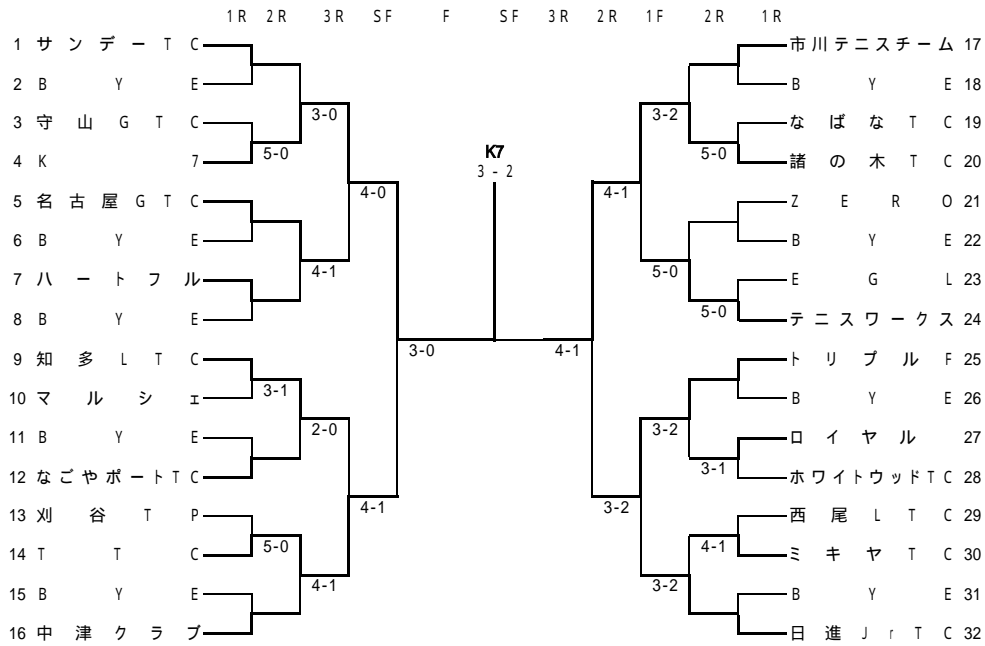 1R 2R 3R SF F SF 3R 2R 1F 2R 1R
1 サンデーTC
市川テニスチーム 17
2 BYE
BYE 18
3-0
3-2
3 守山GTC
なばなTC 19
5-0
5-0
K7
4 K7
諸の木TC 20
3-2
4-0
4-1
5 名古屋GTC
ZERO 21
6 BYE
BYE 22
4-1
5-0
7 ハートフル
EGL 23
5-0
8 BYE
テニスワークス 24
3-0
4-1
9 知多LTC
トリプルF 25
3-1
10 マルシェ
BYE 26
2-0
3-2
11 BYE
ロイヤル 27
3-1
12 なごやポートTC
ホワイトウッドTC 28
4-1
3-2
13 刈谷TP
西尾LTC 29
5-0
4-1
14 TTC
ミキヤTC 30
4-1
3-2
15 BYE
BYE 31
16 中津クラブ
日進JrTC 32